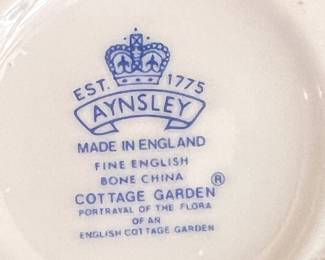 EST. 1775
AYNSLEY
MADE IN ENGLAND
FINE ENGLISH
BONE CHINA
COTTAGE GARDEN®
PORTRAYAL OF THE FLORA
OF AN
ENGLISH COTTAGE GARDEN